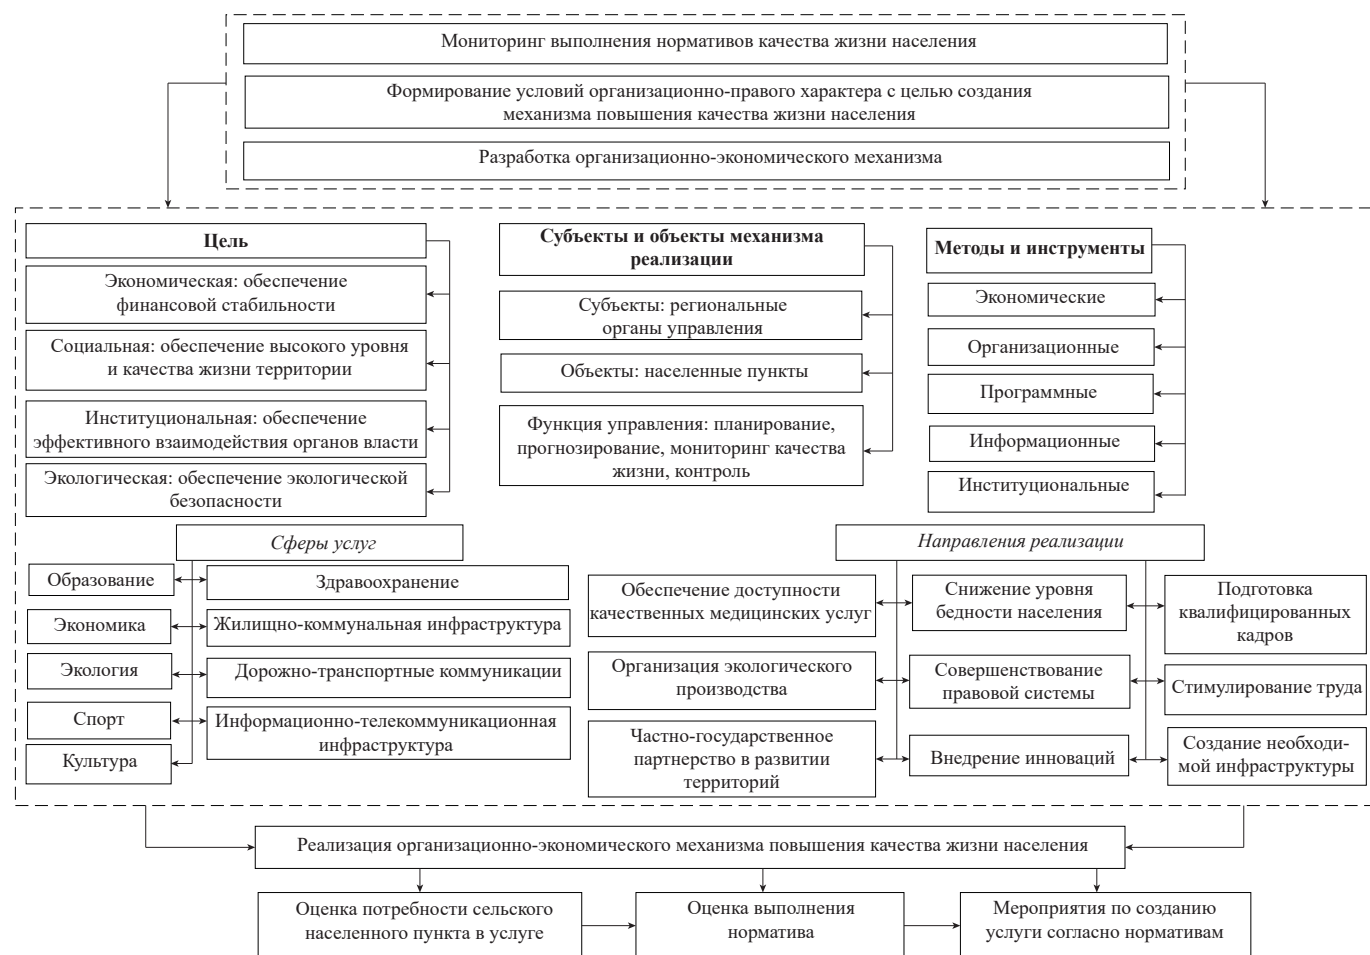 Мониторинг выполнения нормативов качества жизни населения
Формирование условий организационно-правого характера с целью создания
механизма повышения качества жизни населения
Разработка организационно-экономического механизма
Цель
Экономическая: обеспечение
финансовой стабильности
Социальная: обеспечение высокого уровня
и качества жизни территории
Институциональная: обеспечение
эффективного взаимодействия органов власти
Экологическая: обеспечение экологической
безопасности
Субъекты и объекты механизма
реализации
Субъекты: региональные
органы управления
Объекты: населенные пункты
Функция управления: планирование,
прогнозирование, мониторинг качества
жизни, контроль
Методы и инструменты
Экономические
Организационные
Программные
Информационные
Институциональные
Сферы услуг
Образование
Здравоохранение
Экономика
Жилищно-коммунальная инфраструктура
Экология
Дорожно-транспортные коммуникации
Спорт
Информационно-телекоммуникационная
инфраструктура
Культура
Направления реализации
Обеспечение доступности
качественных медицинских услуг
Снижение уровня
бедности населения
Подготовка
квалифицированных
кадров
Организация экологического
производства
Совершенствование
правовой системы
Стимулирование труда
Частно-государственное
партнерство в развитии
территорий
Внедрение инноваций
Создание необходи-
мой инфраструктуры
Реализация организационно-экономического механизма повышения качества жизни населения
Оценка потребности сельского
населенного пункта в услуге
Оценка выполнения
норматива
Мероприятия по созданию
услуги согласно нормативам